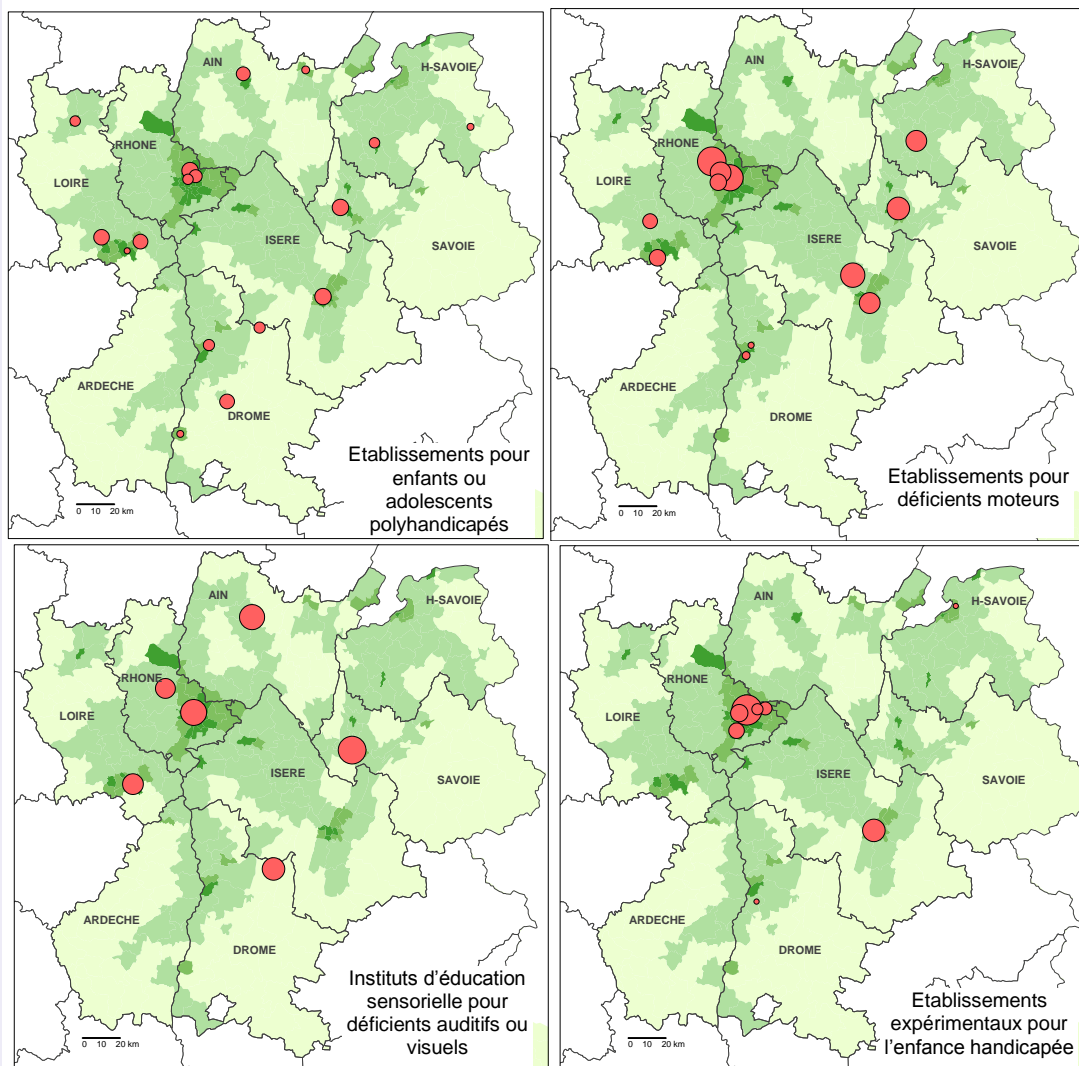 AIN
H-SAVOIE
RHONE
LOIRE
ISERE
SAVOIE
ARDECHE
DROME
Etablissements pour
enfants ou
adolescents
polyhandicapés
0 10 20 km
AIN
H-SAVOIE
RHONE
LOIRE
ISERE
SAVOIE
ARDECHE
DROME
Etablissements pour
déficients moteurs
0 10 20 km
AIN
H-SAVOIE
RHONE
LOIRE
ISERE
SAVOIE
ARDECHE
DROME
Instituts d'éducation
sensorielle pour
déficients auditifs ou
visuels
0 10 20 km
AIN
H-SAVOIE
RHONE
LOIRE
ISERE
SAVOIE
ARDECHE
DROME
Etablissements
expérimentaux pour
l'enfance handicapée
0 10 20 km